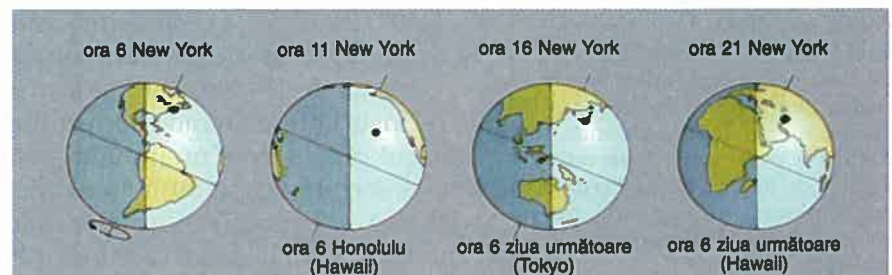 ora 6 New York
ora 11 New York
ora 16 New York
ora 21 New York
ora 6 Honolulu
(Hawaii)
ora 6 ziua următoare
(Tokyo)
ora 6 ziua următoare
(Hawaii)